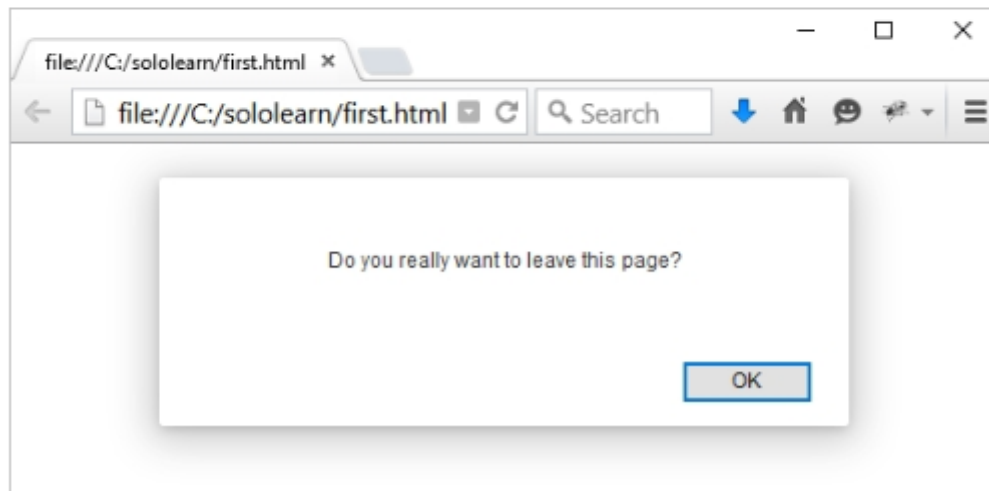 file:///C:/sololearn/first.html
file:///C:/sololearn/first.html Search
Do you really want to leave this page?
OK